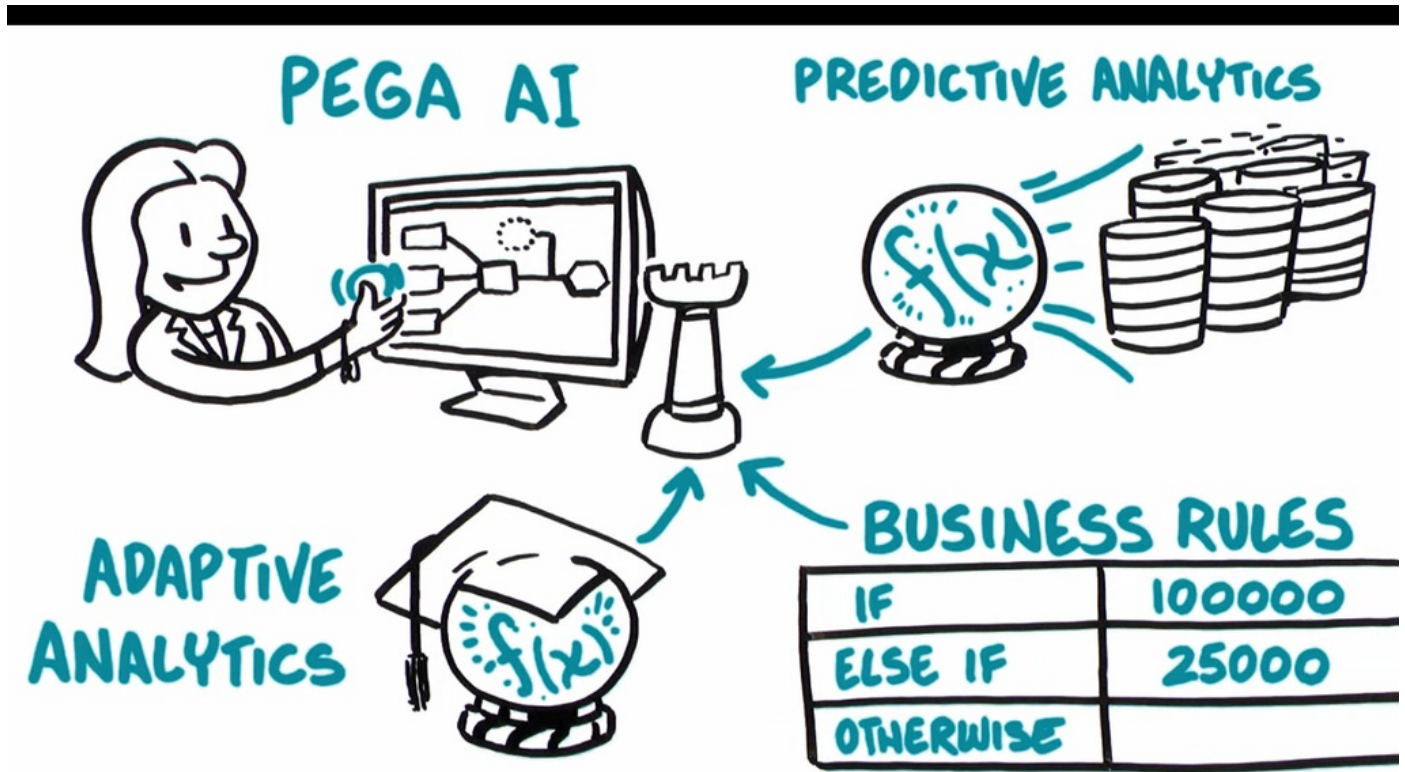 PEGA AI
PREDICTIVE ANALYTICS
f(x)
ADAPTIVE
ANALYTICS
f(x)
BUSINESS RULES
IF 100000
ELSE IF 25000
OTHERWISE